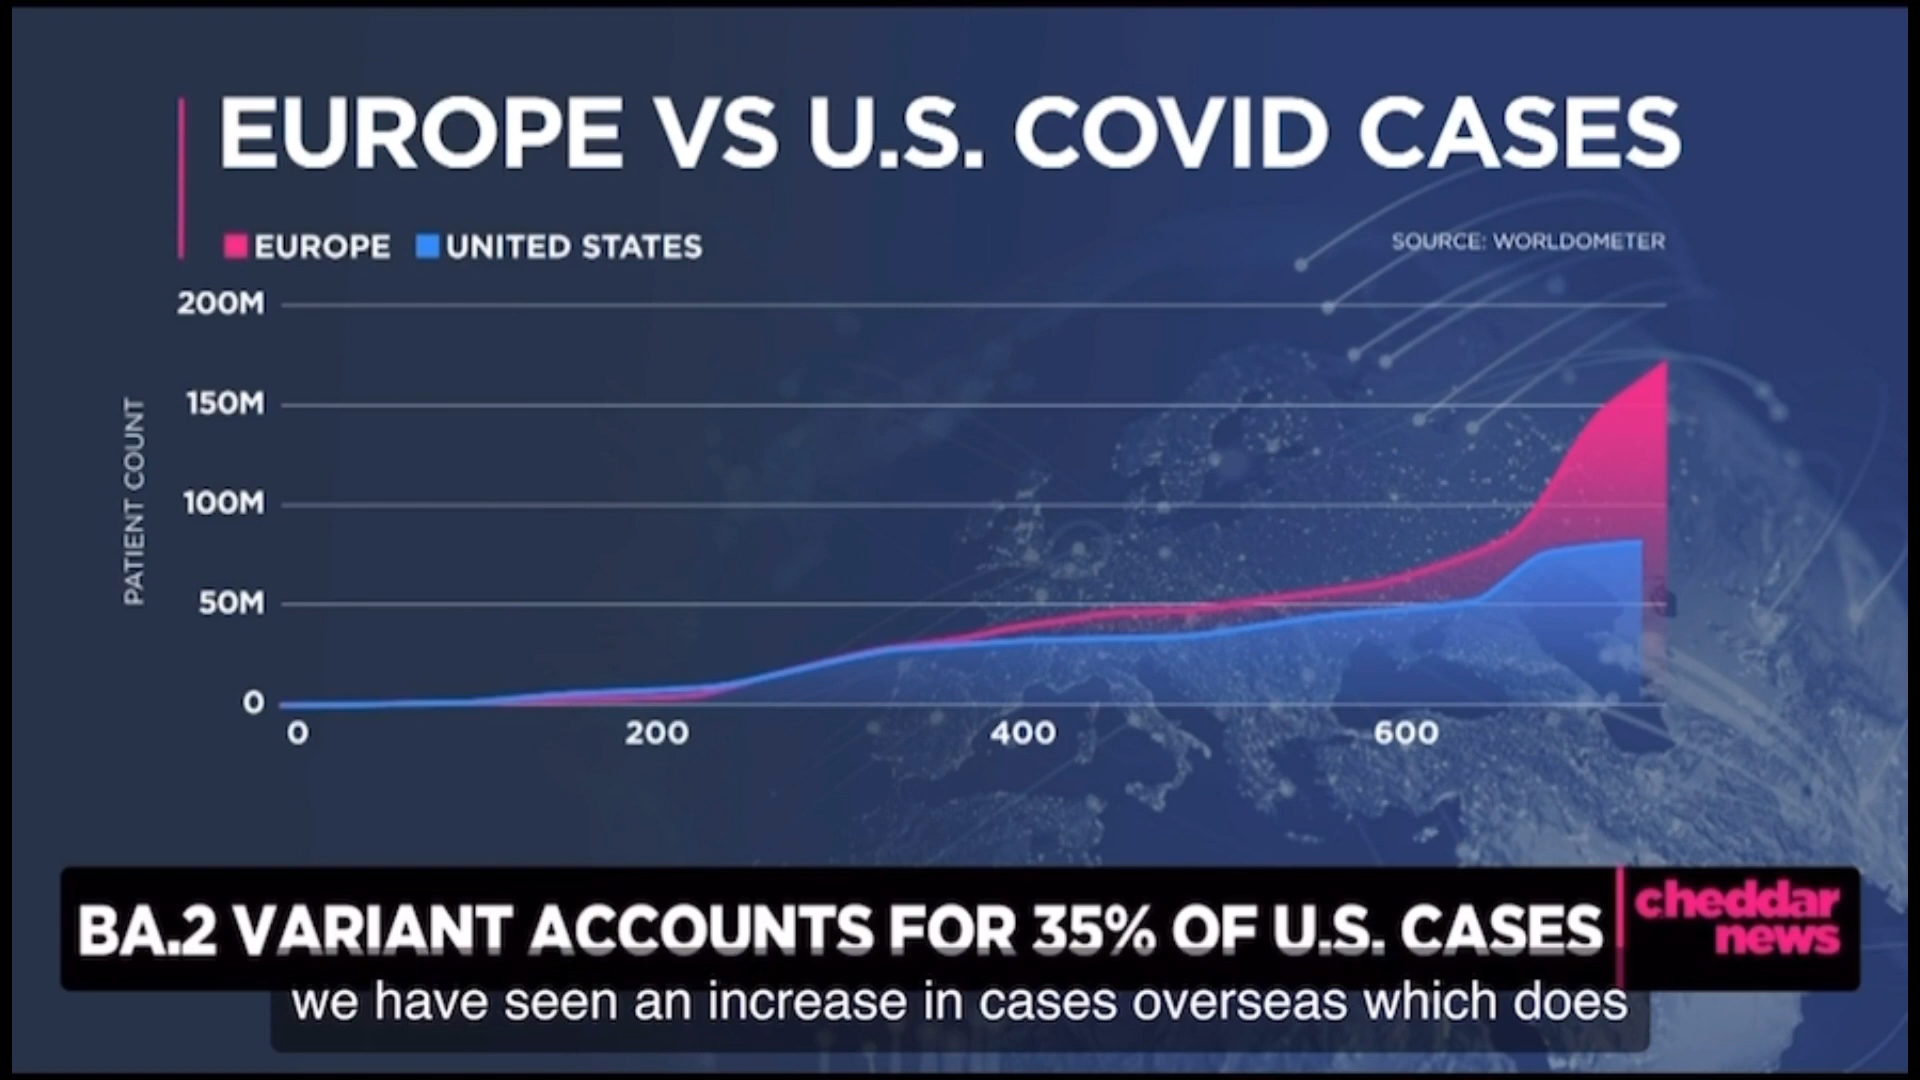 EUROPE VS U.S. COVID CASES
EUROPE UNITED STATES
SOURCE: WORLDOMETER
200M
150M
100M
50M
0
PATIENT COUNT
0 200 400 600
BA.2 VARIANT ACCOUNTS FOR 35% OF U.S. CASES
cheddar
news
we have seen an increase in cases overseas which does